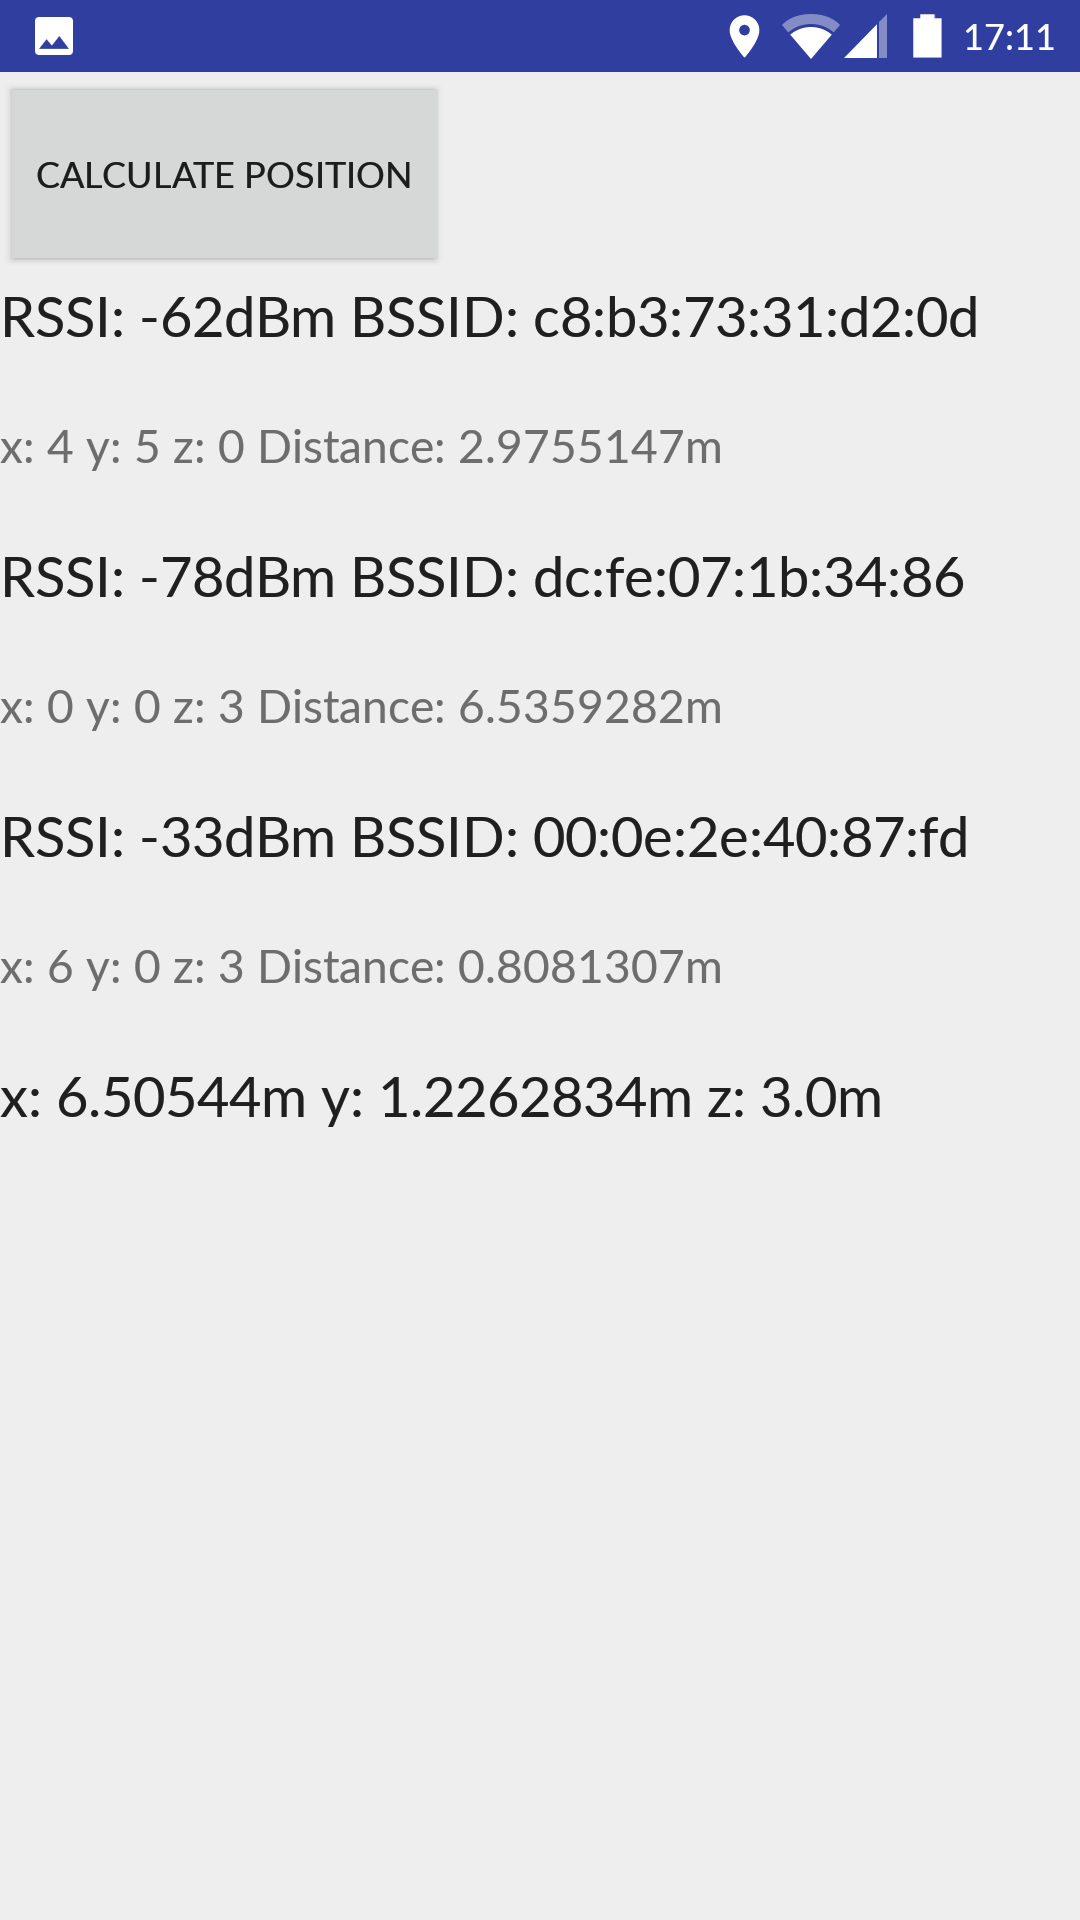 17:11
CALCULATE POSITION
RSSI: -62dBm BSSID: c8:b3:73:31:d2:0d
x: 4 y: 5 z: 0 Distance: 2.9755147m
RSSI: -78dBm BSSID: dc:fe:07:1b:34:86
x: 0 y: 0 z: 3 Distance: 6.5359282m
RSSI: -33dBm BSSID: 00:0e:2e:40:87:fd
x: 6 y: 0 z: 3 Distance: 0.8081307m
x: 6.50544m y: 1.2262834m z: 3.0m